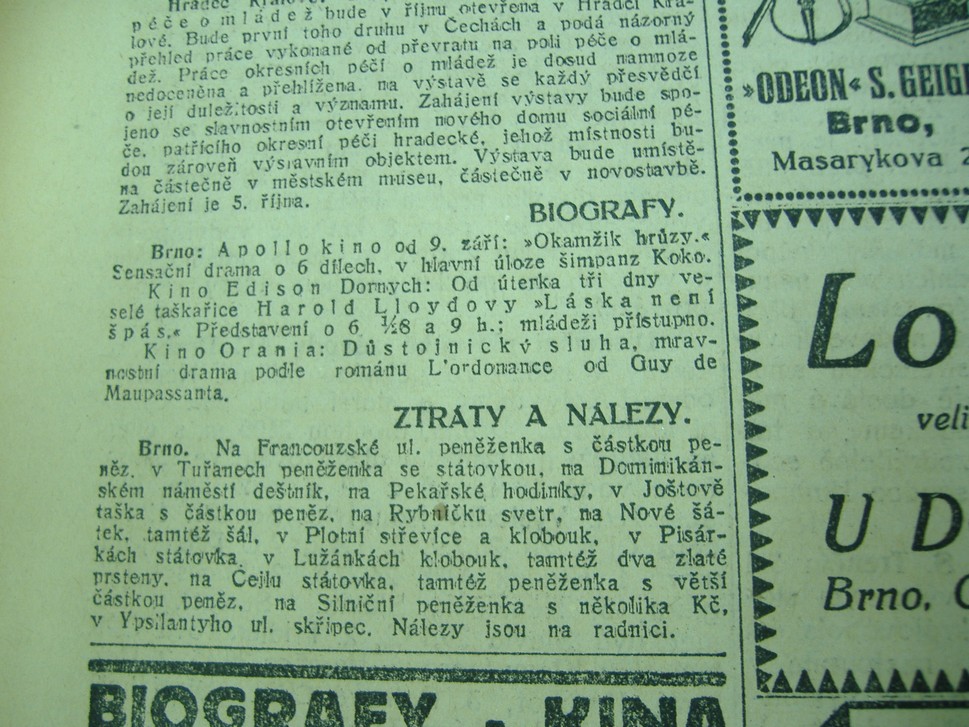 Hradec Králové.
péče o mládež bude v říjnu otevřena v Hradci Krá-
lové. Bude první toho druhu v Čechách a podá názorný
přehled práce vykonané od převratu na poli péče o mlá-
dež. Práce okresních péčí o mládež je dosud mamnoze
nedoceněna a přehlížena, na výstavě se každý přesvědčí
o její důležitosti a významu. Zahájení výstavy bude spo-
jeno se slavnostním otevřením nového domu sociální pé-
če, patřícího okresní péči hradecké, jehož místnosti bu-
dou zároveň výstavním objektem. Výstava bude umístě-
na částečně v městském museu, částečně v novostavbě.
Zahájení je 5. října.
BIOGRAFY.
Brno: Apollokino od 9. září: »Okamžik hrůzy.«
Sensační drama o 6 dílech, v hlavní úloze šimpanz Koko.
Kino Edison Dornych: Od úterka tři dny ve-
selé taškařice Harold Lloydovy »Láska není
špás.« Představení o 6, ½8 a 9 h.; mládeži přístupno.
Kino Orania: Důstojnický sluha, mrav-
nostní drama podle románu L'ordonance od Guy de
Maupassanta.
ZTRÁTY A NÁLEZY.
Brno. Na Francouzské ul. peněženka s částkou pe-
něz, v Tuřanech peněženka se státovkou, na Dominikán-
ském náměstí deštník, na Pekařské hodinky, v Joštově
taška s částkou peněz, na Rybníčku svetr, na Nové šá-
tek, tamtéž šál, v Plotní střevíce a klobouk, v Pisár-
kách státovka, v Lužánkách klobouk, tamtéž dva zlaté
prsteny, na Cejlu státovka, tamtéž peněženka s větší
částkou peněz, na Silniční peněženka s několika Kč,
v Ypsilantyho ul. skřipec. Nálezy jsou na radnici.
BIOGRAFY - KINA
»ODEON« S. GEIG
Brno,
Masarykova 2
Lo
veli
U D
Brno,